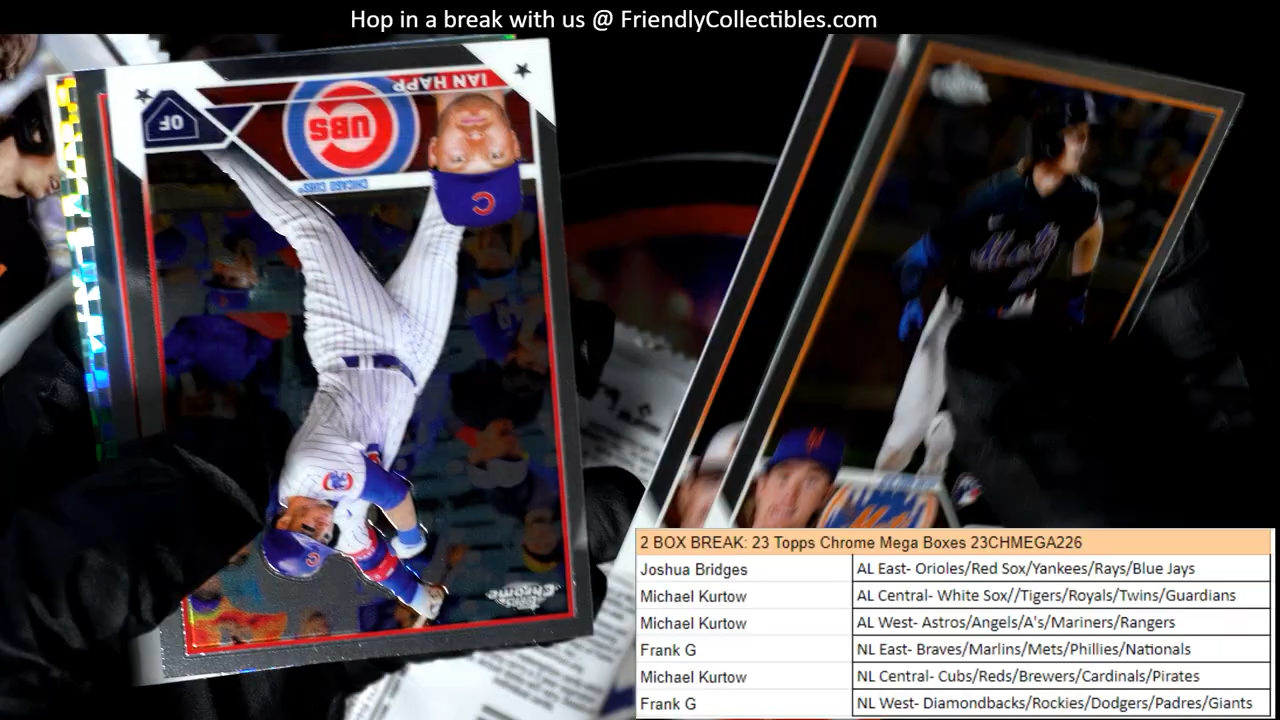 Hop in a break with us @ FriendlyCollectibles.com
IAN HAPP
OF
CUBS
CHICAGO CUBS
Topps
Chrome
Mets
Mets
2 BOX BREAK: 23 Topps Chrome Mega Boxes 23CHMEGA226
Joshua Bridges AL East- Orioles/Red Sox/Yankees/Rays/Blue Jays
Michael Kurtow AL Central- White Sox//Tigers/Royals/Twins/Guardians
Michael Kurtow AL West- Astros/Angels/A's/Mariners/Rangers
Frank G NL East- Braves/Marlins/Mets/Phillies/Nationals
Michael Kurtow NL Central- Cubs/Reds/Brewers/Cardinals/Pirates
Frank G NL West- Diamondbacks/Rockies/Dodgers/Padres/Giants